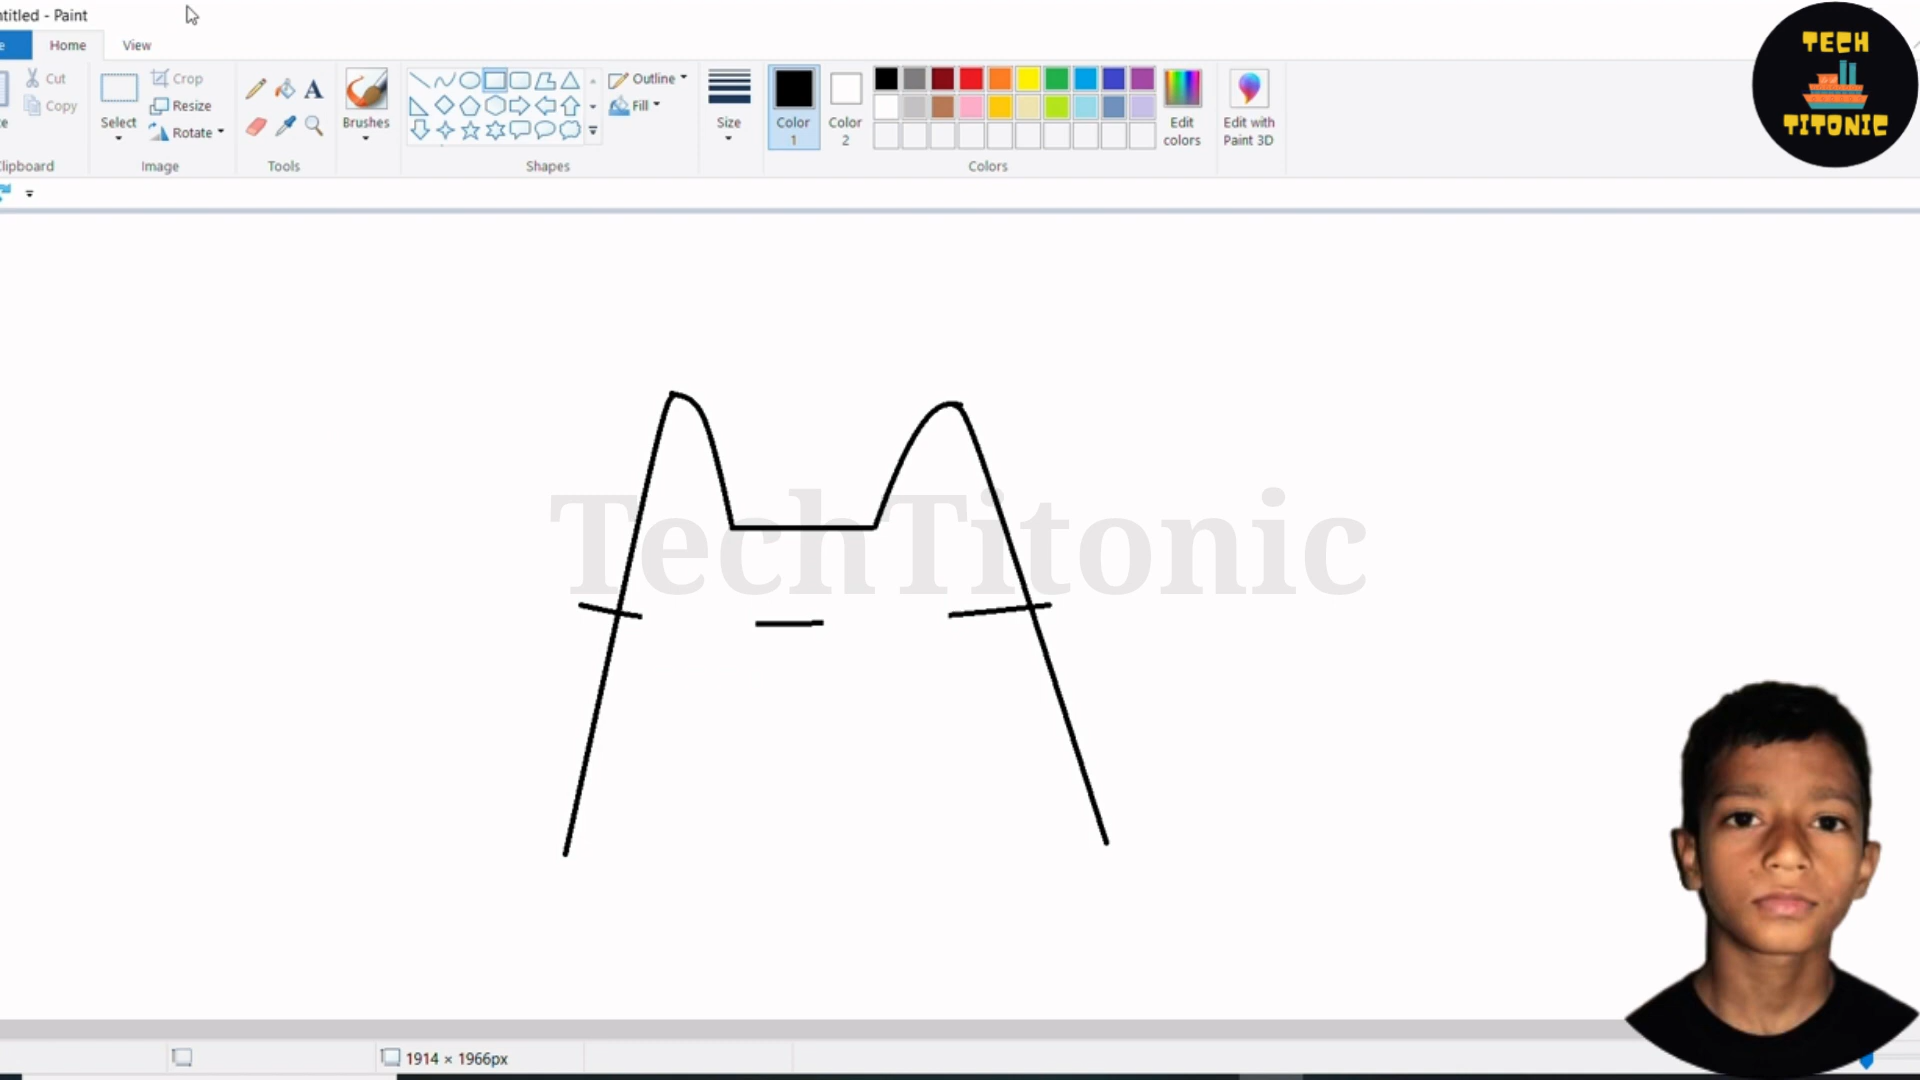 ntitled - Paint
e
Home
View
Cut
Copy
Crop
Resize
Rotate
Select
Brushes
Size
Outline
Fill
Color
1
Color
2
Edit
colors
Edit with
Paint 3D
lipboard
Image
Tools
Shapes
Colors
TECH
TITONIC
TechTitonic
1914 × 1966px